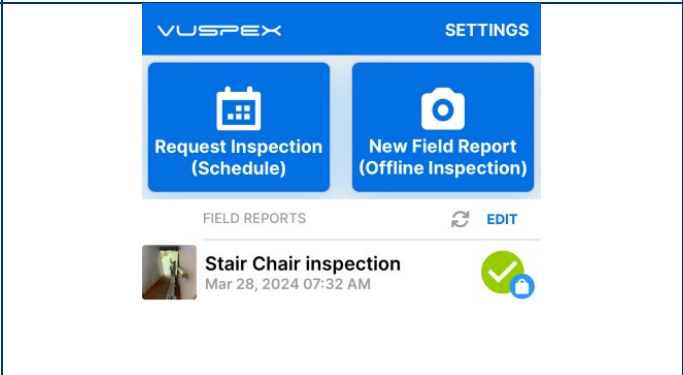 VUSPEX
SETTINGS
Request Inspection
(Schedule)
New Field Report
(Offline Inspection)
FIELD REPORTS
EDIT
Stair Chair inspection
Mar 28, 2024 07:32 AM